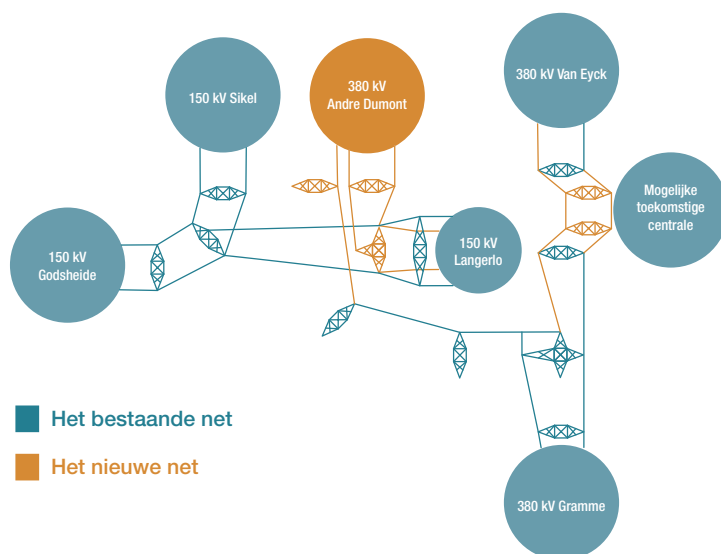 150 kV Sikel
380 kV
Andre Dumont
380 kV Van Eyck
Mogelijke
toekomstige
centrale
150 kV
Godsheide
150 kV
Langerlo
Het bestaande net
Het nieuwe net
380 kV Gramme